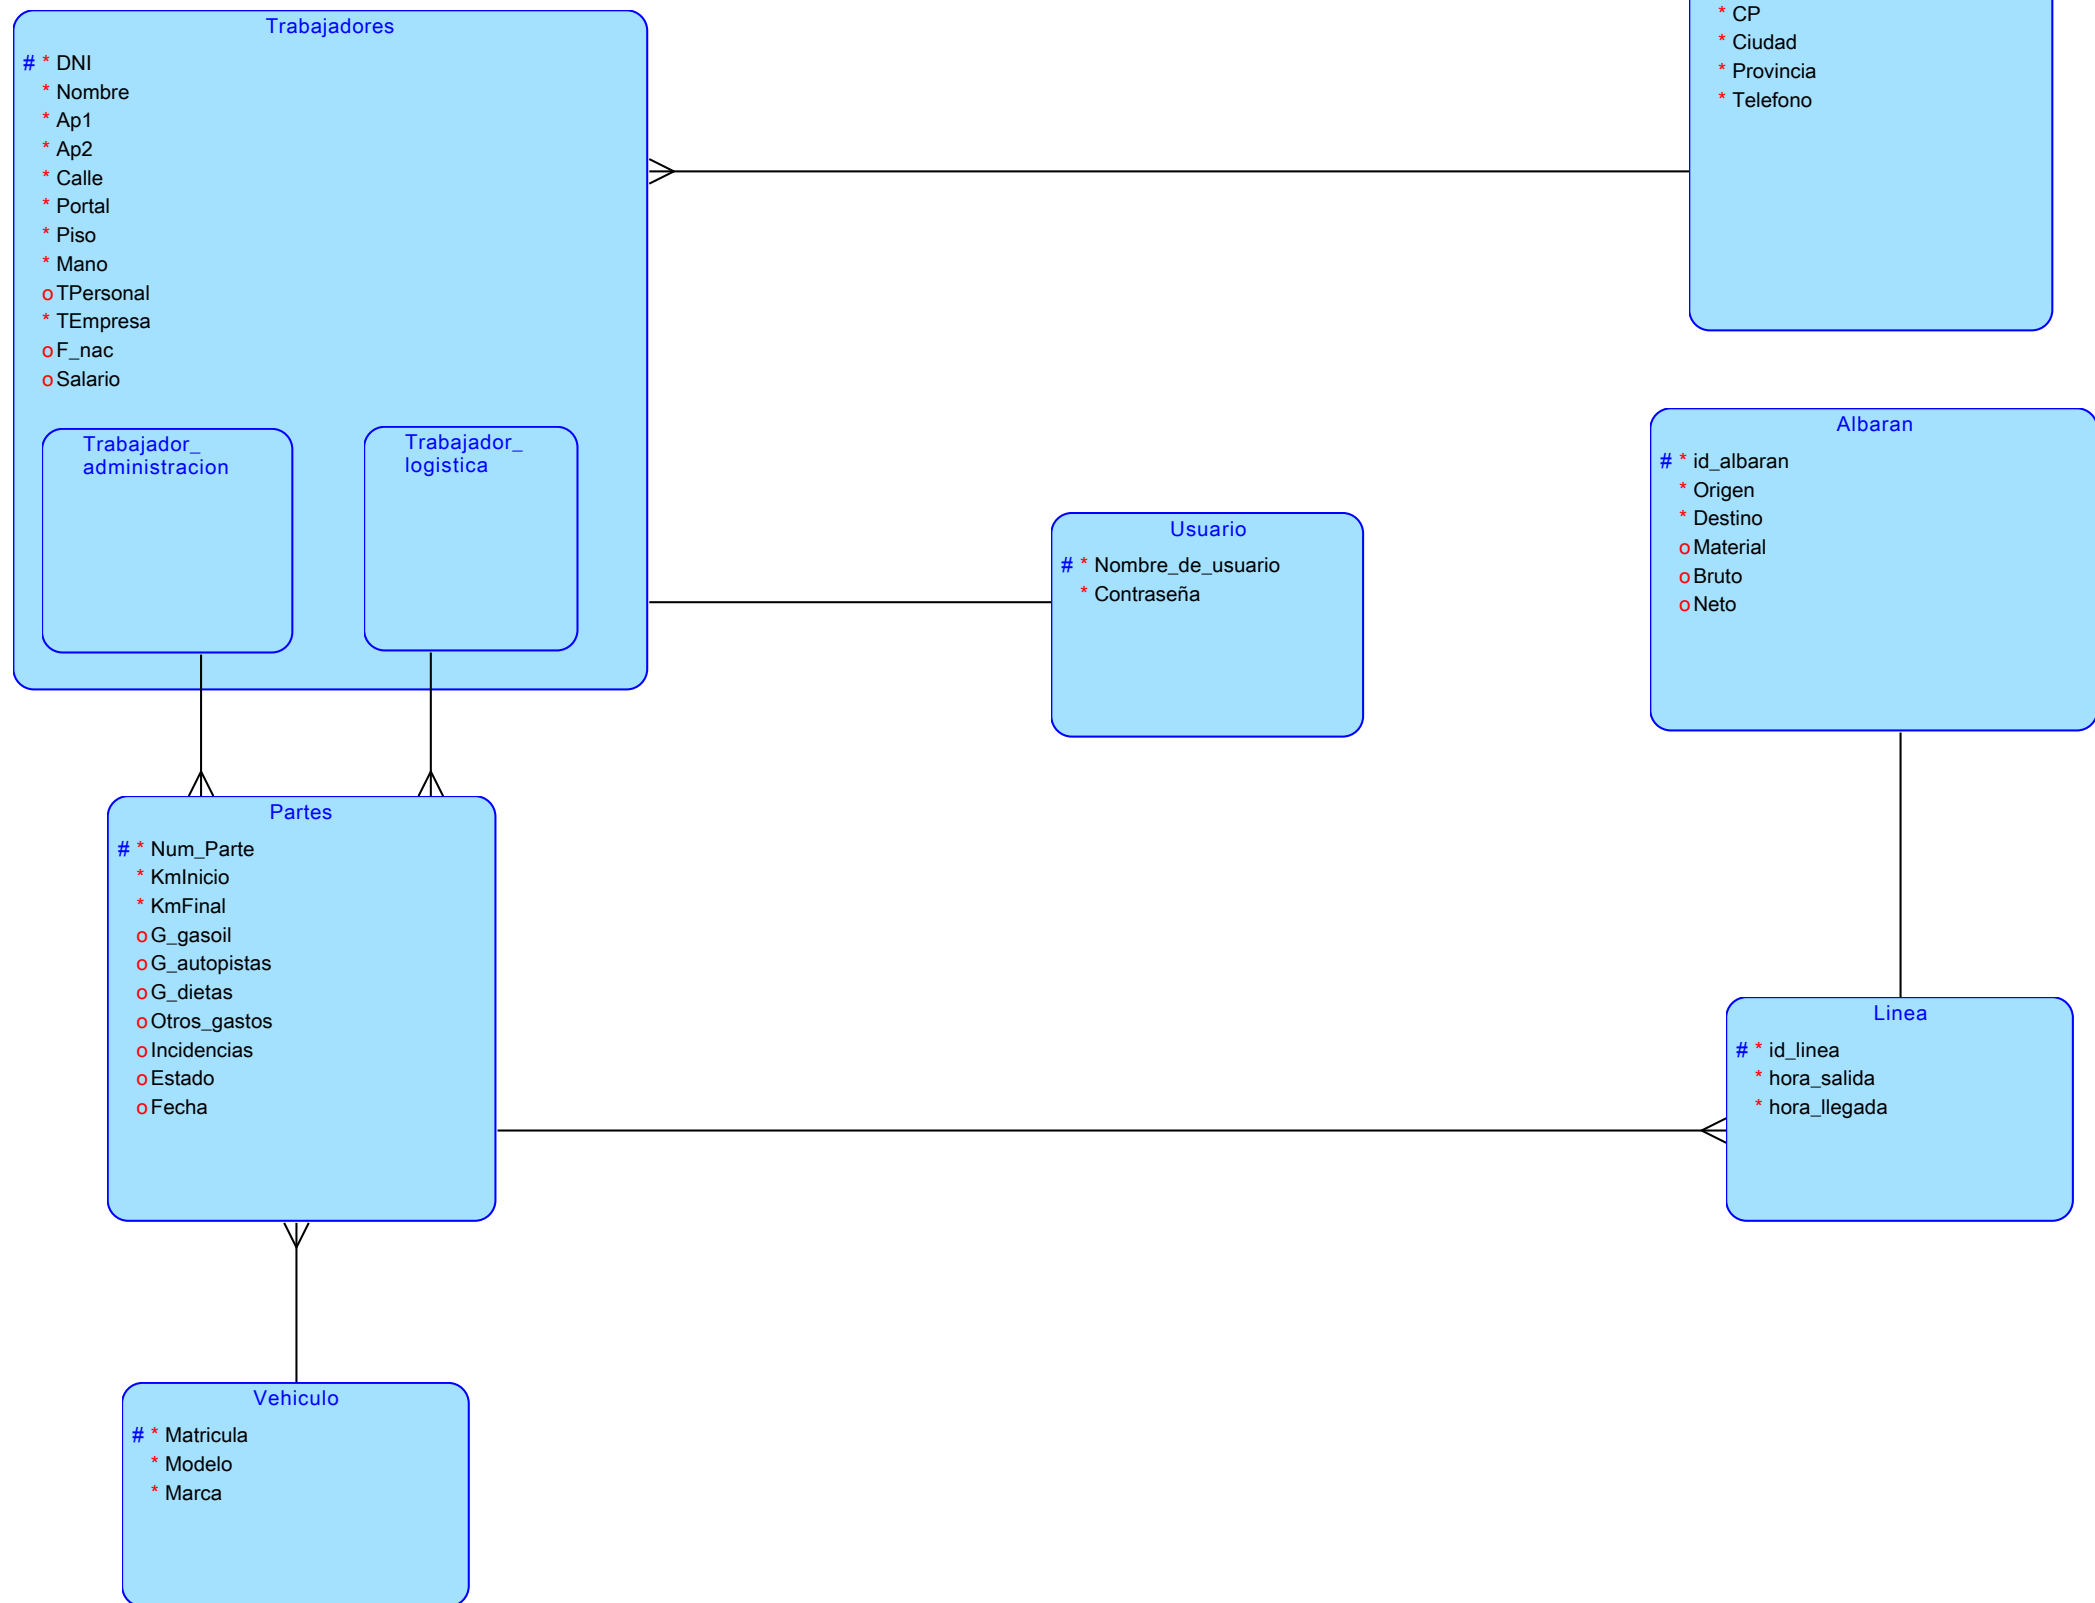 Trabajadores
# * DNI
* Nombre
* Ap1
* Ap2
* Calle
* Portal
* Piso
* Mano
o TPersonal
* TEmpresa
o F_nac
o Salario
Trabajador_
administracion
Trabajador_
logistica
* CP
* Ciudad
* Provincia
* Telefono
Usuario
# * Nombre_de_usuario
* Contraseña
Albaran
# * id_albaran
* Origen
* Destino
o Material
o Bruto
o Neto
Partes
# * Num_Parte
* KmInicio
* KmFinal
o G_gasoil
o G_autopistas
o G_dietas
o Otros_gastos
o Incidencias
o Estado
o Fecha
Linea
# * id_linea
* hora_salida
* hora_llegada
Vehiculo
# * Matricula
* Modelo
* Marca